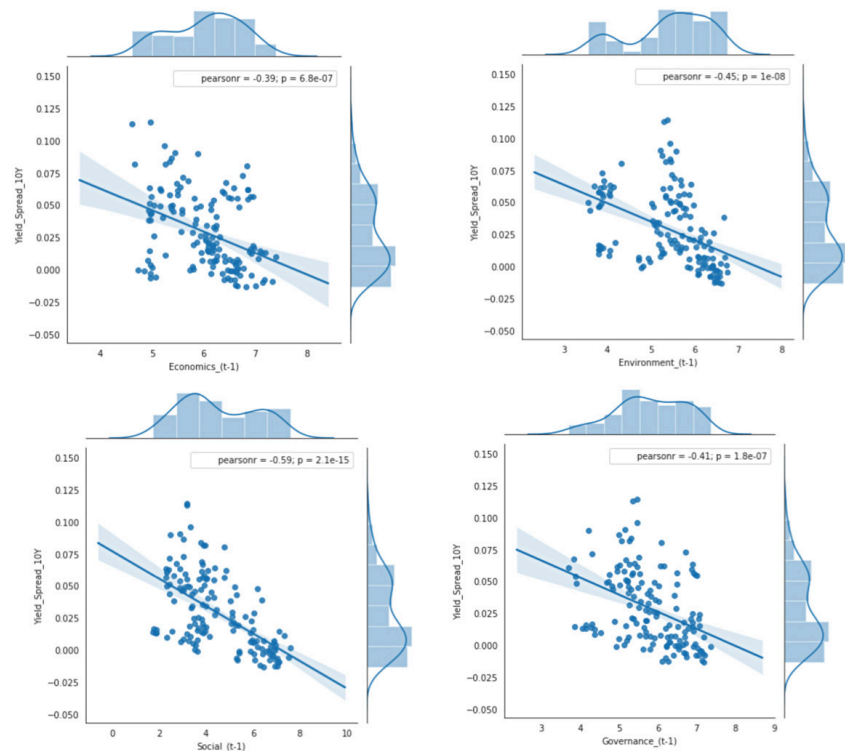 pearsonr = -0.39; p = 6.8e-07
0.150
0.125
0.100
0.075
0.050
0.025
0.000
−0.025
−0.050
Yield_Spread_10Y
4 5 6 7 8
Economics_(t-1)
pearsonr = -0.45; p = 1e-08
0.150
0.125
0.100
0.075
0.050
0.025
0.000
−0.025
−0.050
Yield_Spread_10Y
3 4 5 6 7 8
Environment_(t-1)
pearsonr = -0.59; p = 2.1e-15
0.150
0.125
0.100
0.075
0.050
0.025
0.000
−0.025
−0.050
Yield_Spread_10Y
0 2 4 6 8 10
Social_(t-1)
pearsonr = -0.41; p = 1.8e-07
0.150
0.125
0.100
0.075
0.050
0.025
0.000
−0.025
−0.050
Yield_Spread_10Y
3 4 5 6 7 8 9
Governance_(t-1)